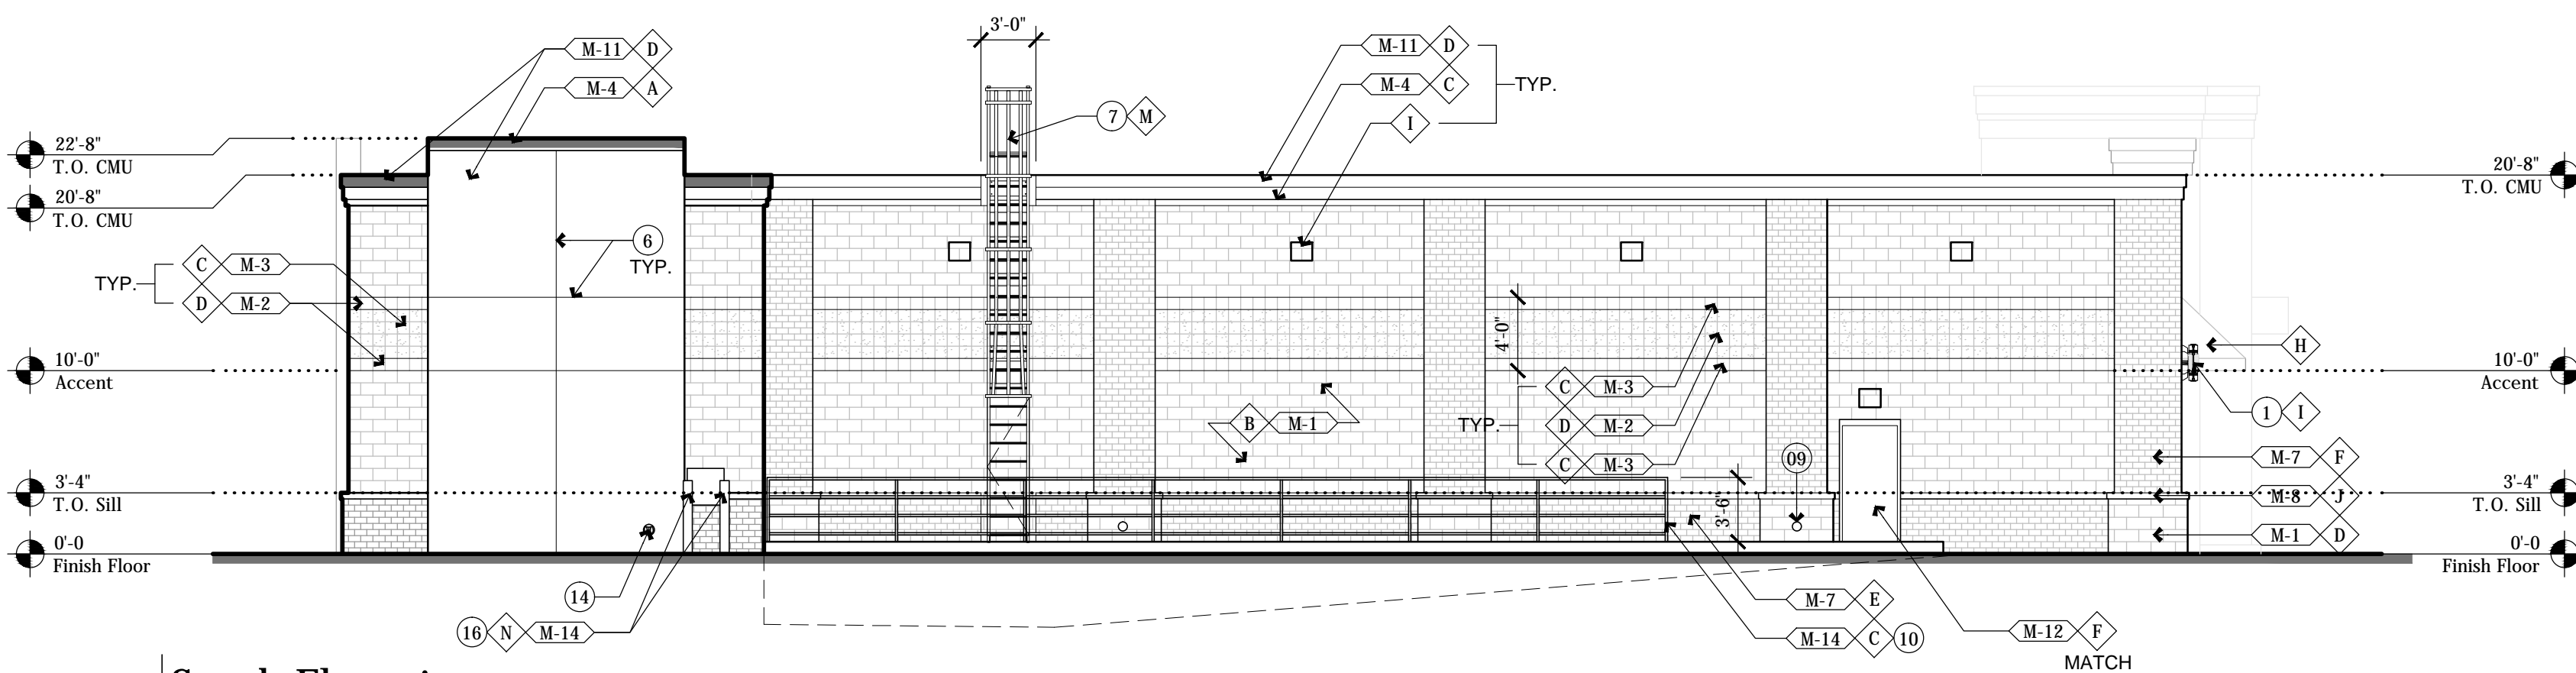 3'-0"
M-11 D
M-4 A
M-11 D
M-4 C
TYP.
I
7 M
22'-8"
T.O. CMU
20'-8"
T.O. CMU
20'-8"
T.O. CMU
6
TYP.
TYP.
C M-3
D M-2
10'-0"
Accent
4'-0"
H
10'-0"
Accent
1 I
B M-1
TYP.
C M-3
D M-2
C M-3
09
M-7 F
M-8 J
M-1 D
3'-4"
T.O. Sill
3'-4"
T.O. Sill
3'-6"
0'-0
Finish Floor
0'-0
Finish Floor
14
16 N M-14
M-7 E
M-14 C 10
M-12 F
MATCH